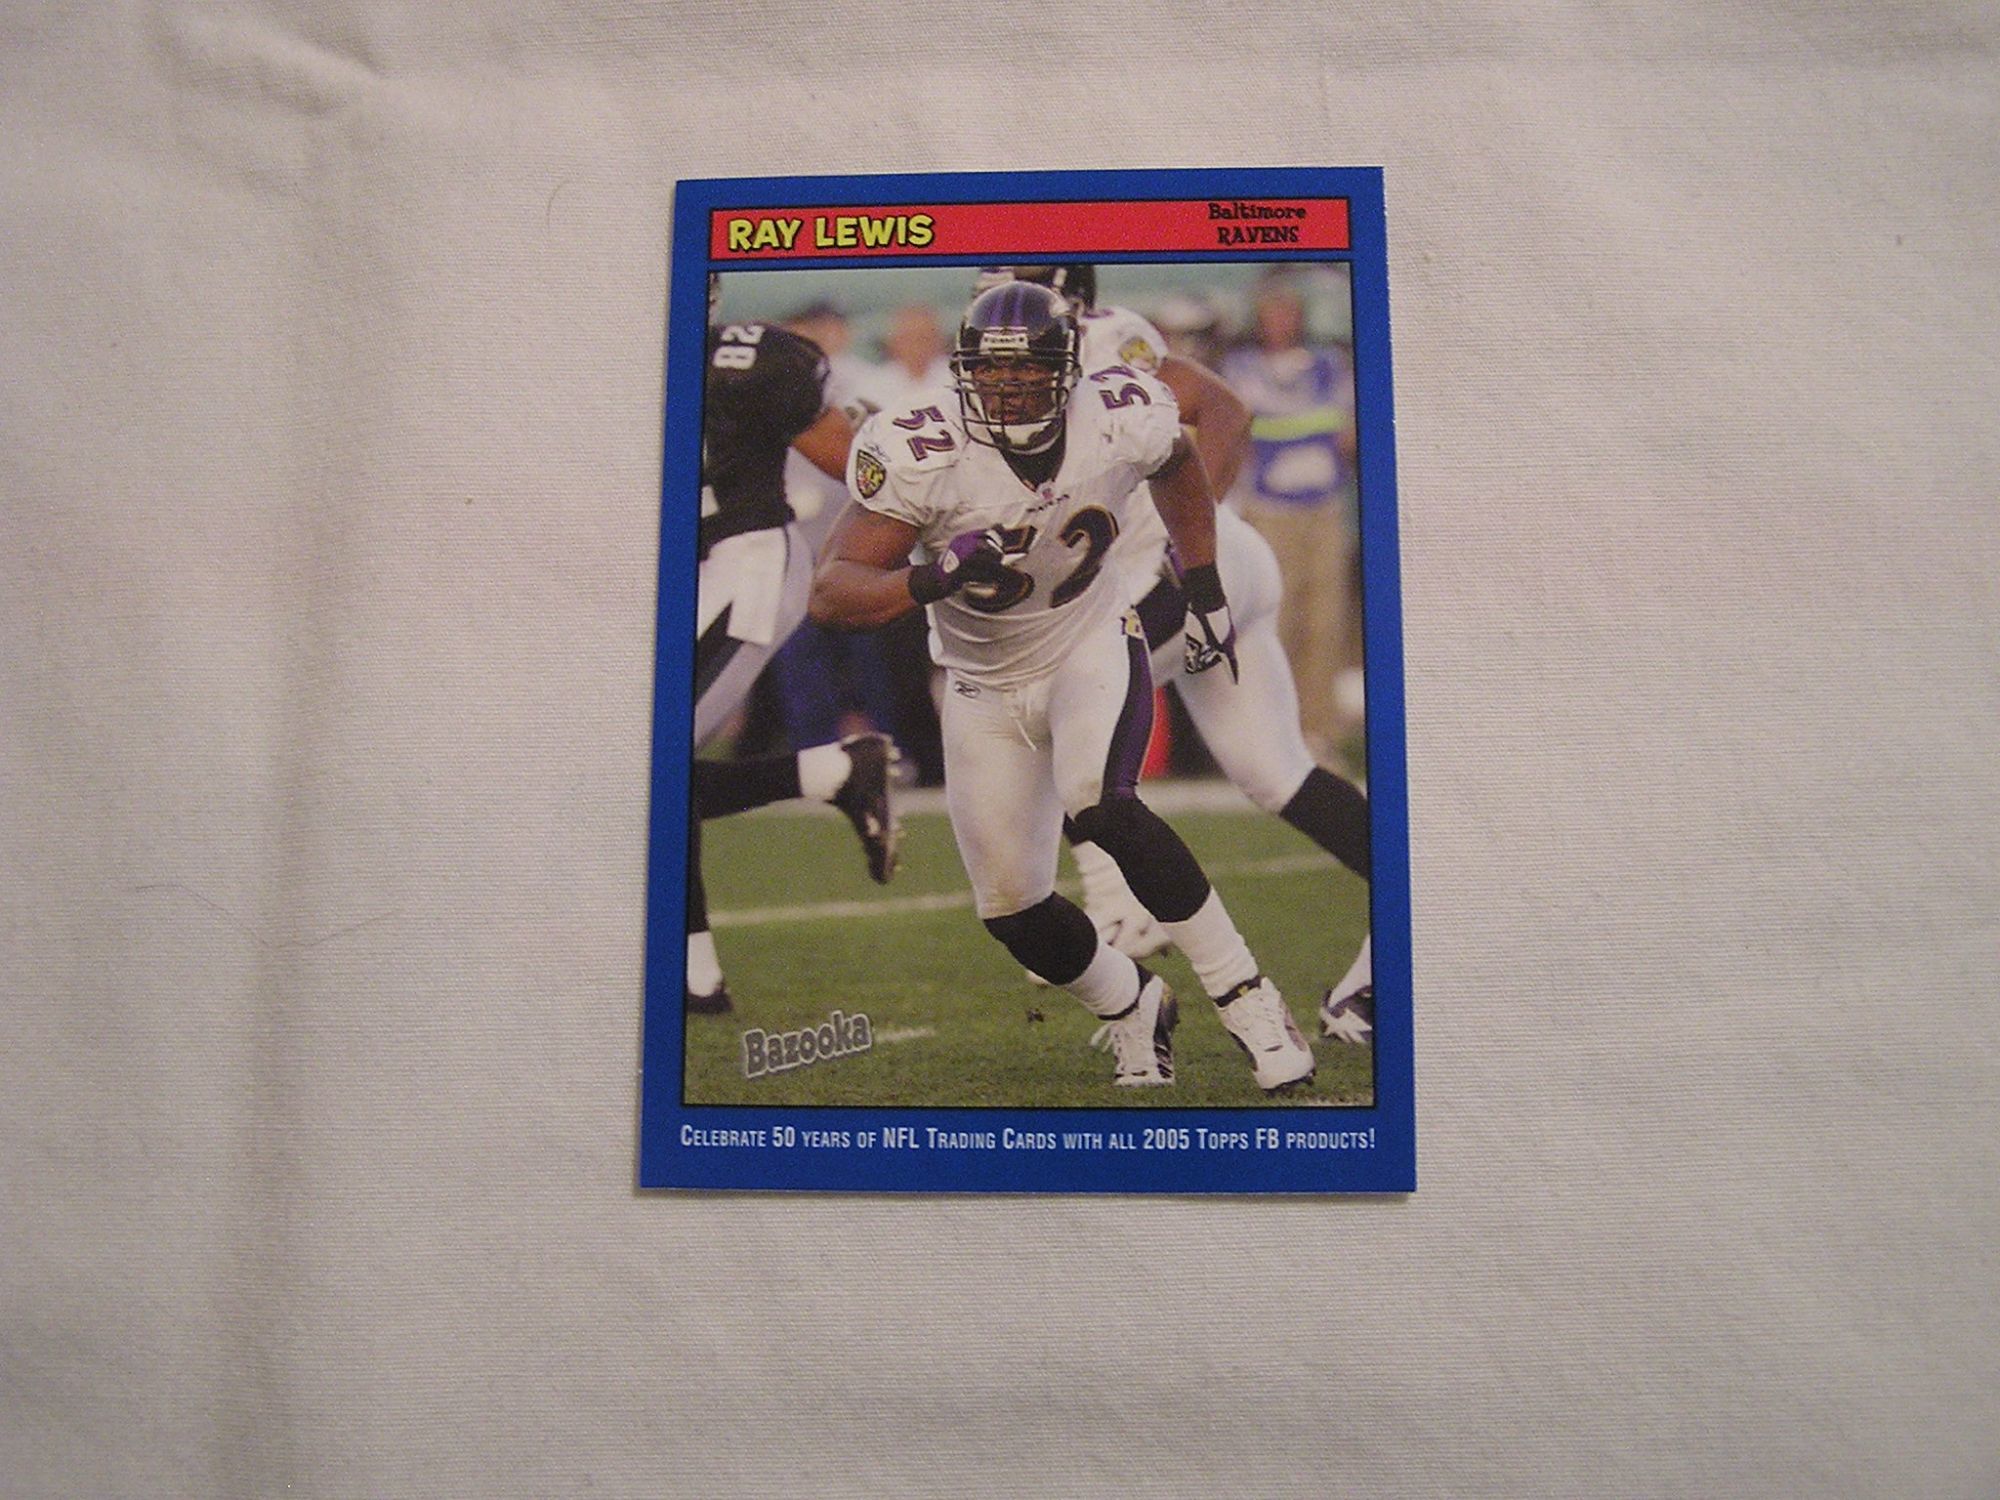 RAY LEWIS
Baltimore
RAVENS
28
52
52
52
Bazooka
CELEBRATE 50 YEARS OF NFL TRADING CARDS WITH ALL 2005 TOPPS FB PRODUCTS!